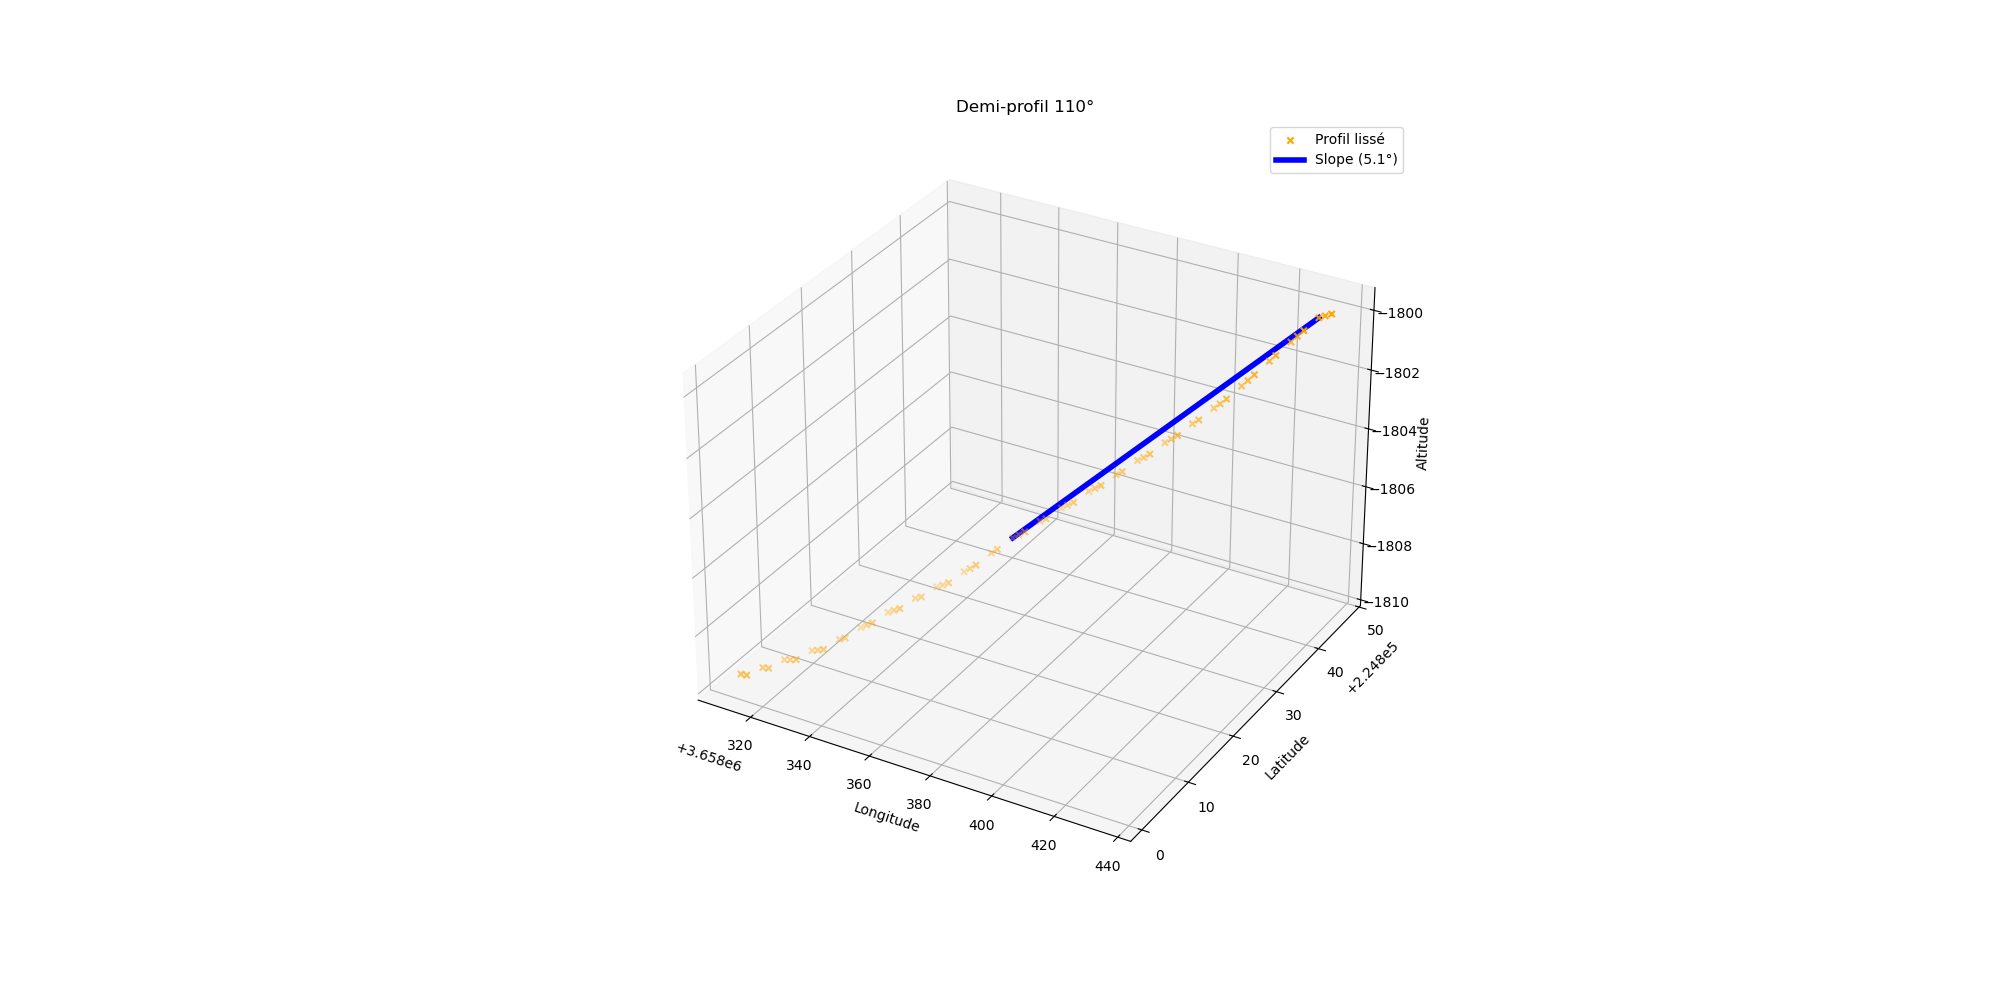 Demi-profil 110°
Profil lissé
Slope (5.1°)
−1800
−1802
−1804
−1806
−1808
−1810
Altitude
50
40
30
20
10
0
+2.248e5
Latitude
320
340
360
380
400
420
440
+3.658e6
Longitude